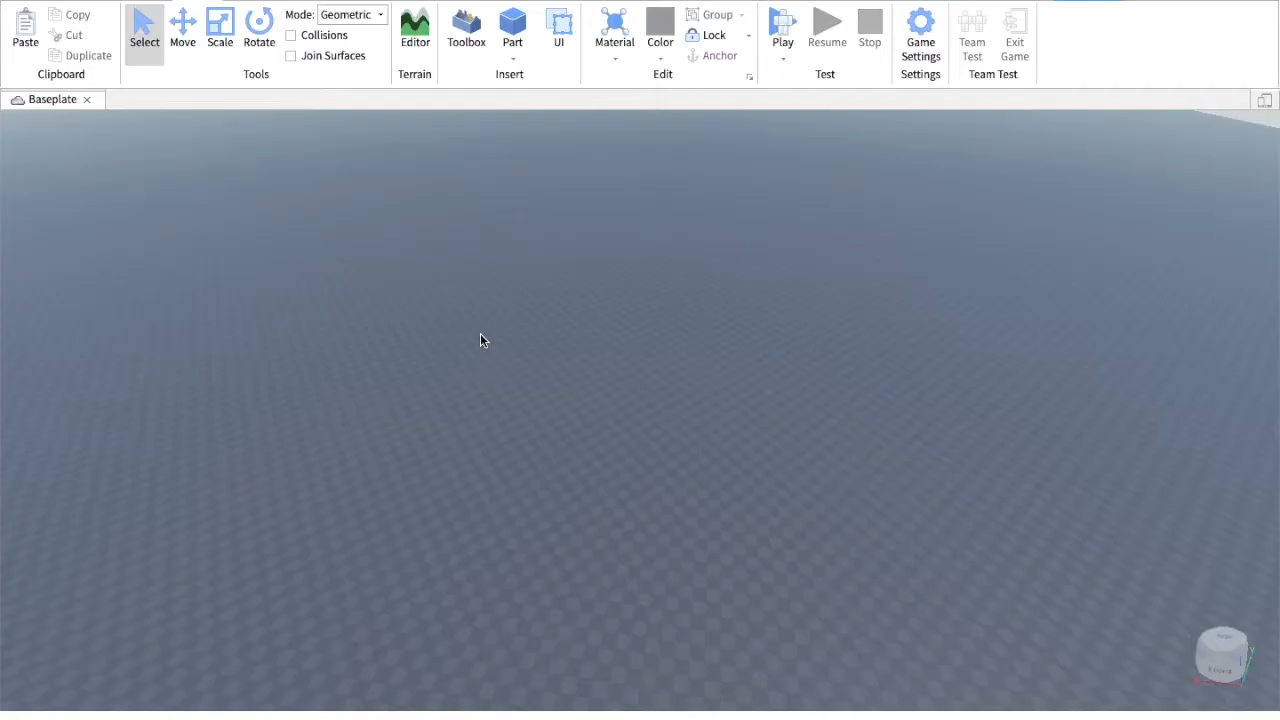 Paste
Copy
Cut
Duplicate
Clipboard
Select
Move
Scale
Rotate
Mode: Geometric
Collisions
Join Surfaces
Tools
Editor
Terrain
Toolbox
Part
UI
Insert
Material
Color
Group
Lock
Anchor
Edit
Play
Resume
Stop
Test
Game
Settings
Settings
Team
Test
Exit
Game
Team Test
Baseplate